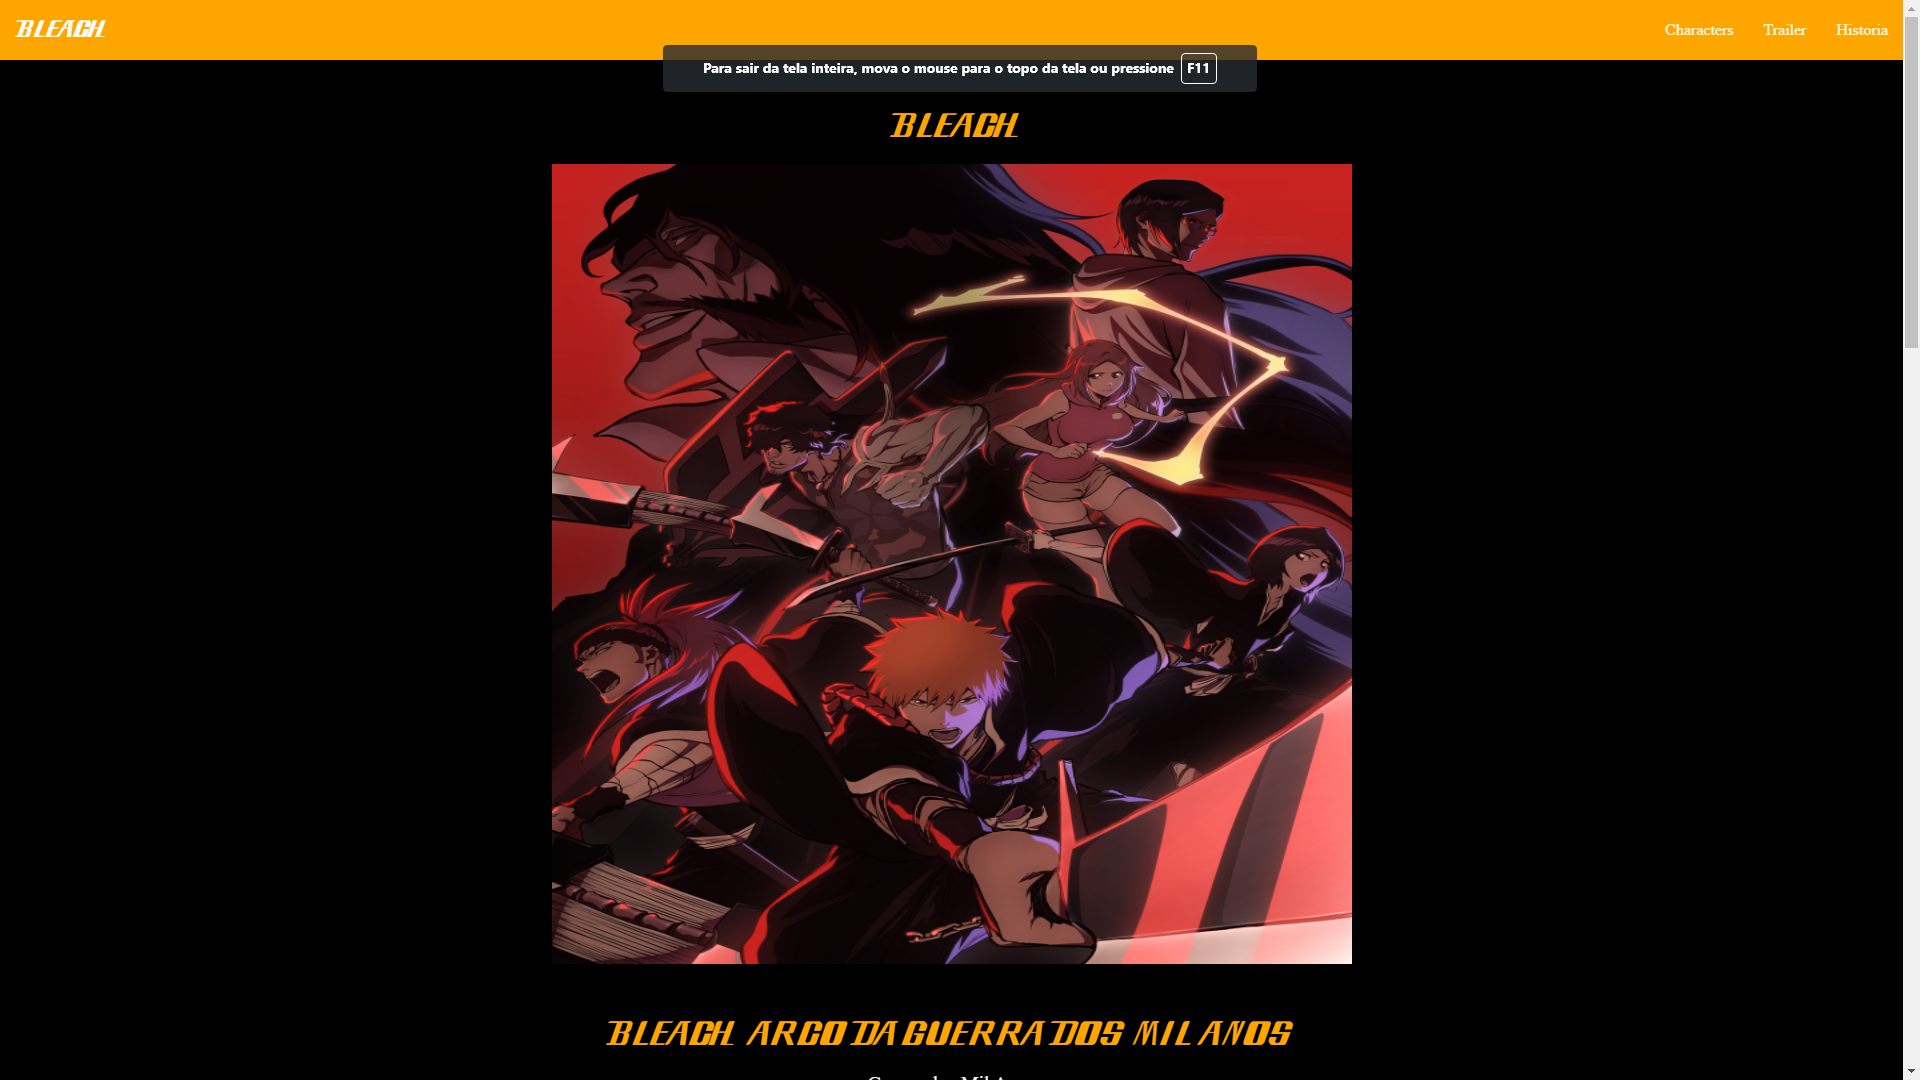 BLEACH
Characters Trailer Historia
Para sair da tela inteira, mova o mouse para o topo da tela ou pressione F11
BLEACH
BLEACH ARCO DA GUERRA DOS MIL ANOS